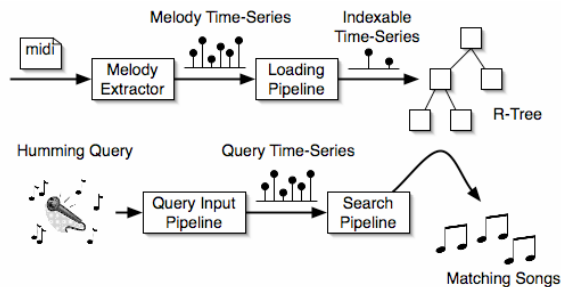 midi
Melody Time-Series
Indexable
Time-Series
Melody
Extractor
Loading
Pipeline
R-Tree
Humming Query
Query Time-Series
Query Input
Pipeline
Search
Pipeline
Matching Songs